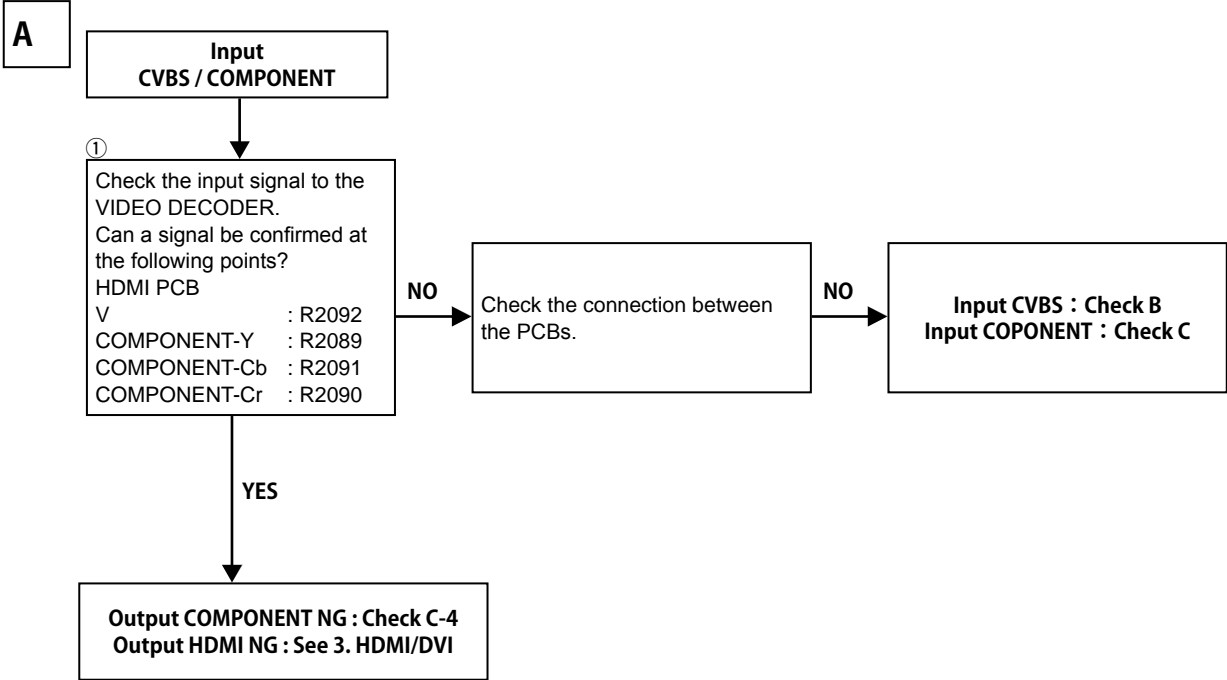 A
Input
CVBS / COMPONENT
①
Check the input signal to the
VIDEO DECODER.
Can a signal be confirmed at
the following points?
HDMI PCB
V : R2092
COMPONENT-Y : R2089
COMPONENT-Cb : R2091
COMPONENT-Cr : R2090
NO
Check the connection between
the PCBs.
NO
Input CVBS：Check B
Input COPONENT：Check C
YES
Output COMPONENT NG : Check C-4
Output HDMI NG : See 3. HDMI/DVI